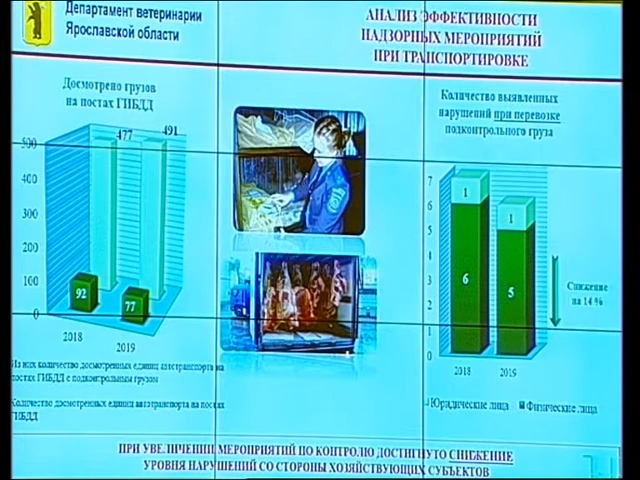 Департамент ветеринарии
Ярославской области
АНАЛИЗ ЭФФЕКТИВНОСТИ
НАДЗОРНЫХ МЕРОПРИЯТИЙ
ПРИ ТРАНСПОРТИРОВКЕ
Досмотрено грузов
на постах ГИБДД
500
400
300
200
100
0
477
491
92
77
2018
2019
Из них количество досмотренных единиц автотранспорта на
постах ГИБДД с подконтрольным грузом
Количество досмотренных единиц автотранспорта на постах
ГИБДД
Количество выявленных
нарушений при перевозке
подконтрольного груза
7
6
5
4
3
2
1
0
1
1
6
5
2018
2019
Снижение
на 14 %
Юридические лица
Физические лица
ПРИ УВЕЛИЧЕНИИ МЕРОПРИЯТИЙ ПО КОНТРОЛЮ ДОСТИГНУТО СНИЖЕНИЕ
УРОВНЯ НАРУШЕНИЙ СО СТОРОНЫ ХОЗЯЙСТВУЮЩИХ СУБЪЕКТОВ